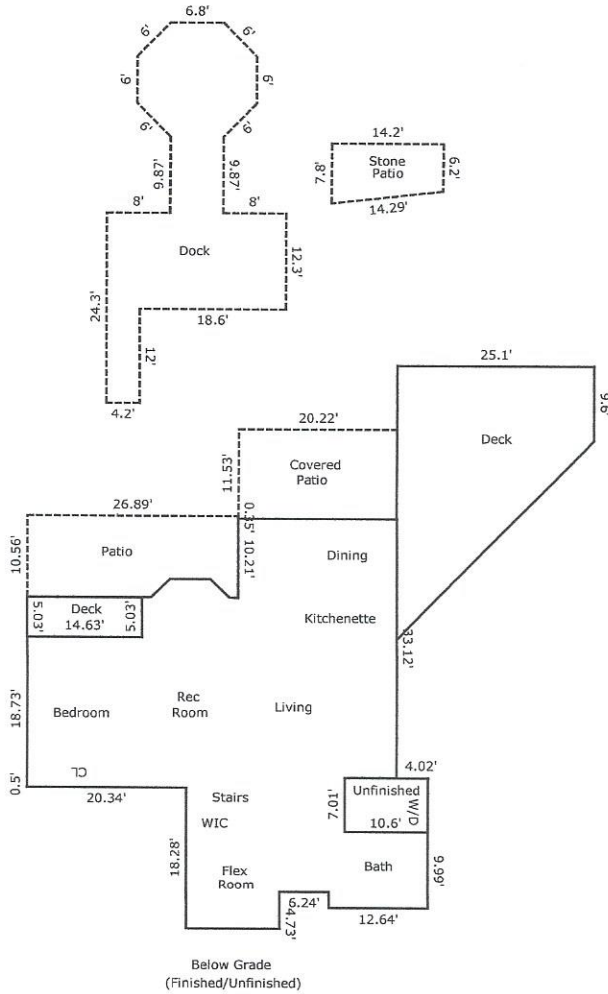 6.8'
6'
6'
6'
6'
6'
6'
9.87'
9.87'
8'
8'
Dock
12.3'
24.3'
18.6'
12'
4.2'
14.2'
Stone
Patio
7.8'
6.2'
14.29'
25.1'
9.6'
Deck
20.22'
Covered
Patio
11.53'
0.35'
10.21'
26.89'
10.56'
Patio
Dining
Kitchenette
5.03'
Deck
14.63'
5.03'
33.12'
18.73'
Bedroom
Rec
Room
Living
CL
0.5'
20.34'
4.02'
Stairs
WIC
Unfinished
W/D
7.01'
10.6'
18.28'
Flex
Room
Bath
9.99'
6.24'
4.73'
12.64'
Below Grade
(Finished/Unfinished)